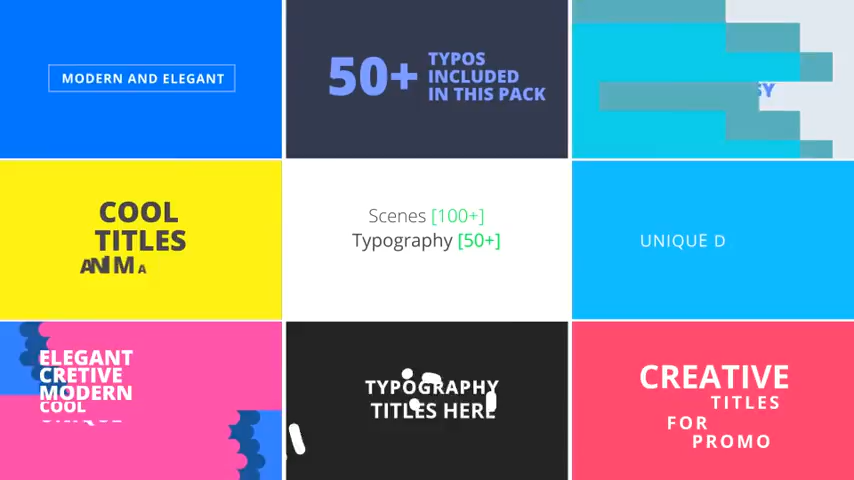 MODERN AND ELEGANT
50+
TYPOS
INCLUDED
IN THIS PACK
COOL
TITLES
ANIMA
Scenes [100+]
Typography [50+]
UNIQUE D
ELEGANT
CRETIVE
MODERN
COOL
TYPOGRAPHY
TITLES HERE
CREATIVE
TITLES
FOR
PROMO